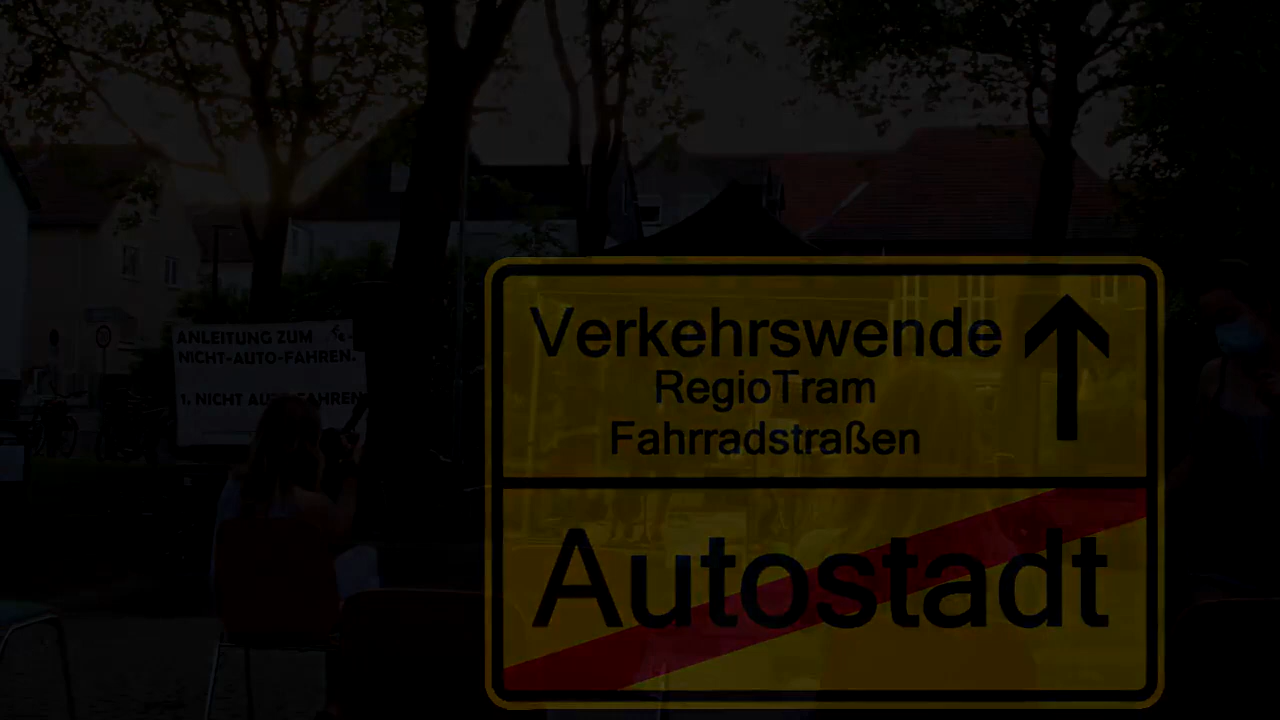 ANLEITUNG ZUM
NICHT-AUTO-FAHREN.
1. NICHT AUTO FAHREN
Verkehrswende
RegioTram
Fahrradstraßen
Autostadt